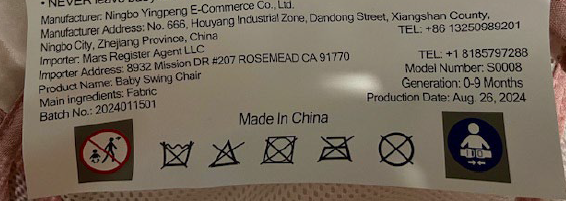 • NEVER leave
Manufacturer: Ningbo Yingpeng E-Commerce Co., Ltd.
Manufacturer Address: No. 666, Houyang Industrial Zone, Dandong Street, Xiangshan County,
Ningbo City, Zhejiang Province, China TEL: +86 13250989201
Importer: Mars Register Agent LLC
Importer Address: 8932 Mission DR #207 ROSEMEAD CA 91770 TEL: +1 8185797288
Product Name: Baby Swing Chair Model Number: S0008
Main ingredients: Fabric Generation: 0-9 Months
Batch No.: 2024011501 Production Date: Aug. 26, 2024
Made In China